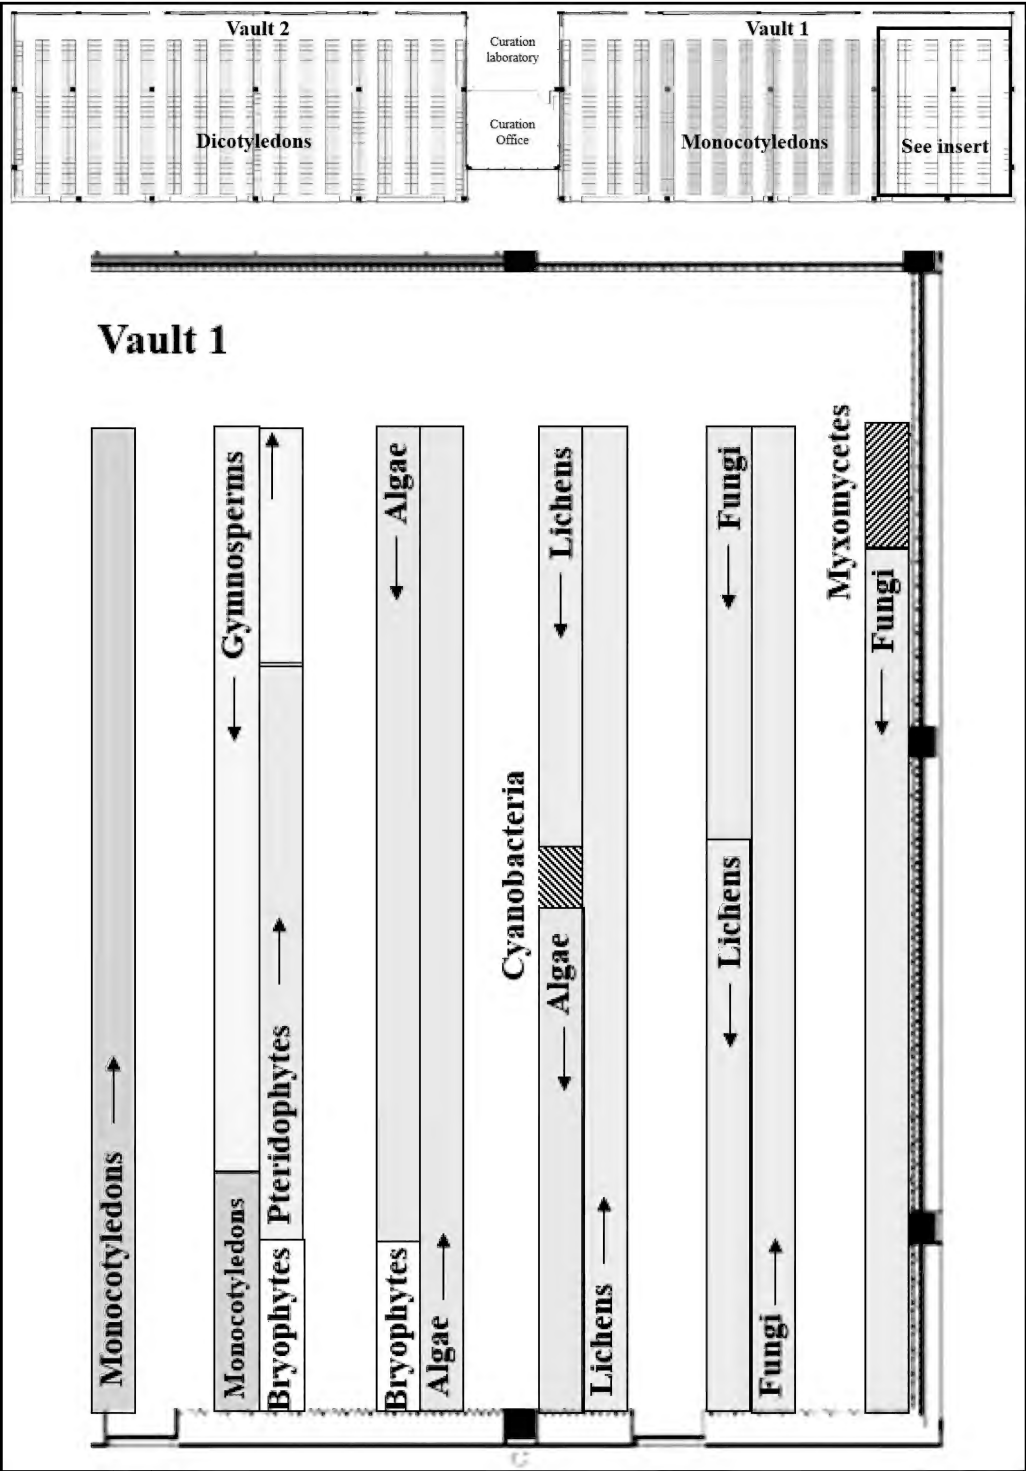 Vault 2
Curation
laboratory
Vault 1
Curation
Office
Dicotyledons
Monocotyledons
See insert
Vault 1
Monocotyledons
Gymnosperms
Monocotyledons
Pteridophytes
Bryophytes
Algae
Bryophytes
Algae
Cyanobacteria
Lichens
Algae
Lichens
Fungi
Lichens
Fungi
Myxomycetes
Fungi